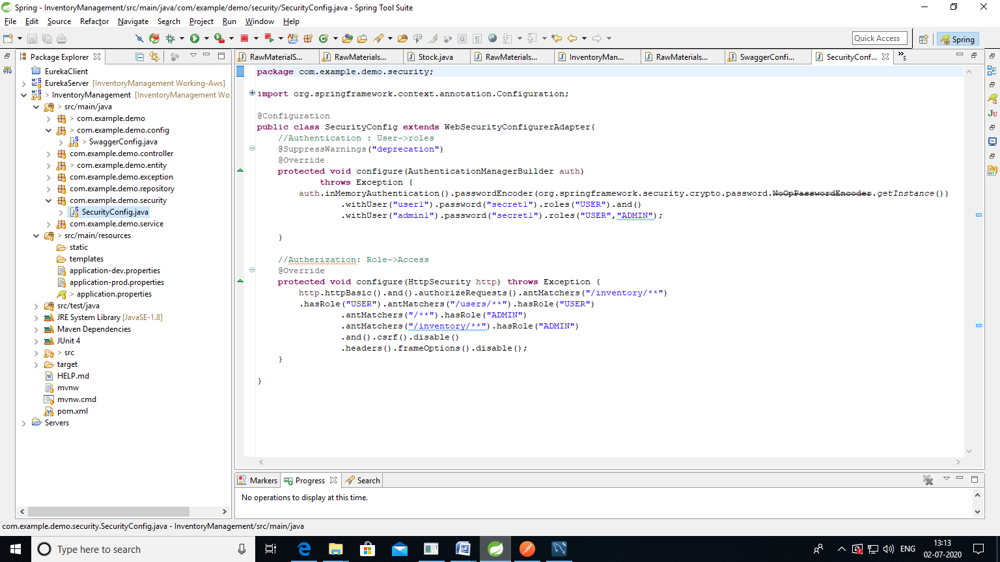 Spring - InventoryManagement/src/main/java/com/example/demo/security/SecurityConfig.java - Spring Tool Suite
File Edit Source Refactor Navigate Search Project Run Window Help
Quick Access
Spring
Package Explorer
RawMaterialS...
RawMaterials...
Stock.java
RawMaterials...
InventoryMan...
RawMaterials...
SwaggerConfi...
SecurityConf...
»5
EurekaClient
EurekaServer [InventoryManagement Working-Aws]
> InventoryManagement [InventoryManagement Wo
> src/main/java
> com.example.demo
> com.example.demo.config
> SwaggerConfig.java
com.example.demo.controller
> com.example.demo.entity
com.example.demo.exception
com.example.demo.repository
com.example.demo.security
SecurityConfig.java
com.example.demo.service
> src/main/resources
static
templates
application-dev.properties
application-prod.properties
> application.properties
src/test/java
JRE System Library [JavaSE-1.8]
Maven Dependencies
JUnit 4
> src
target
HELP.md
mvnw
mvnw.cmd
pom.xml
Servers
package com.example.demo.security;
import org.springframework.context.annotation.Configuration;
@Configuration
public class SecurityConfig extends WebSecurityConfigurerAdapter{
//Authentication : User->roles
@SuppressWarnings("deprecation")
@Override
protected void configure(AuthenticationManagerBuilder auth)
throws Exception {
auth.inMemoryAuthentication().passwordEncoder(org.springframework.security.crypto.password.NoOpPasswordEncoder.getInstance())
.withUser("user1").password("secret1").roles("USER").and()
.withUser("admin1").password("secret1").roles("USER","ADMIN");
}
//Autherization: Role->Access
@Override
protected void configure(HttpSecurity http) throws Exception {
http.httpBasic().and().authorizeRequests().antMatchers("/inventory/**")
.hasRole("USER").antMatchers("/users/**").hasRole("USER")
.antMatchers("/**").hasRole("ADMIN")
.antMatchers("/inventory/**").hasRole("ADMIN")
.and().csrf().disable()
.headers().frameOptions().disable();
}
}
Markers
Progress
Search
No operations to display at this time.
com.example.demo.security.SecurityConfig.java - InventoryManagement/src/main/java
Type here to search
ENG
13:13
02-07-2020